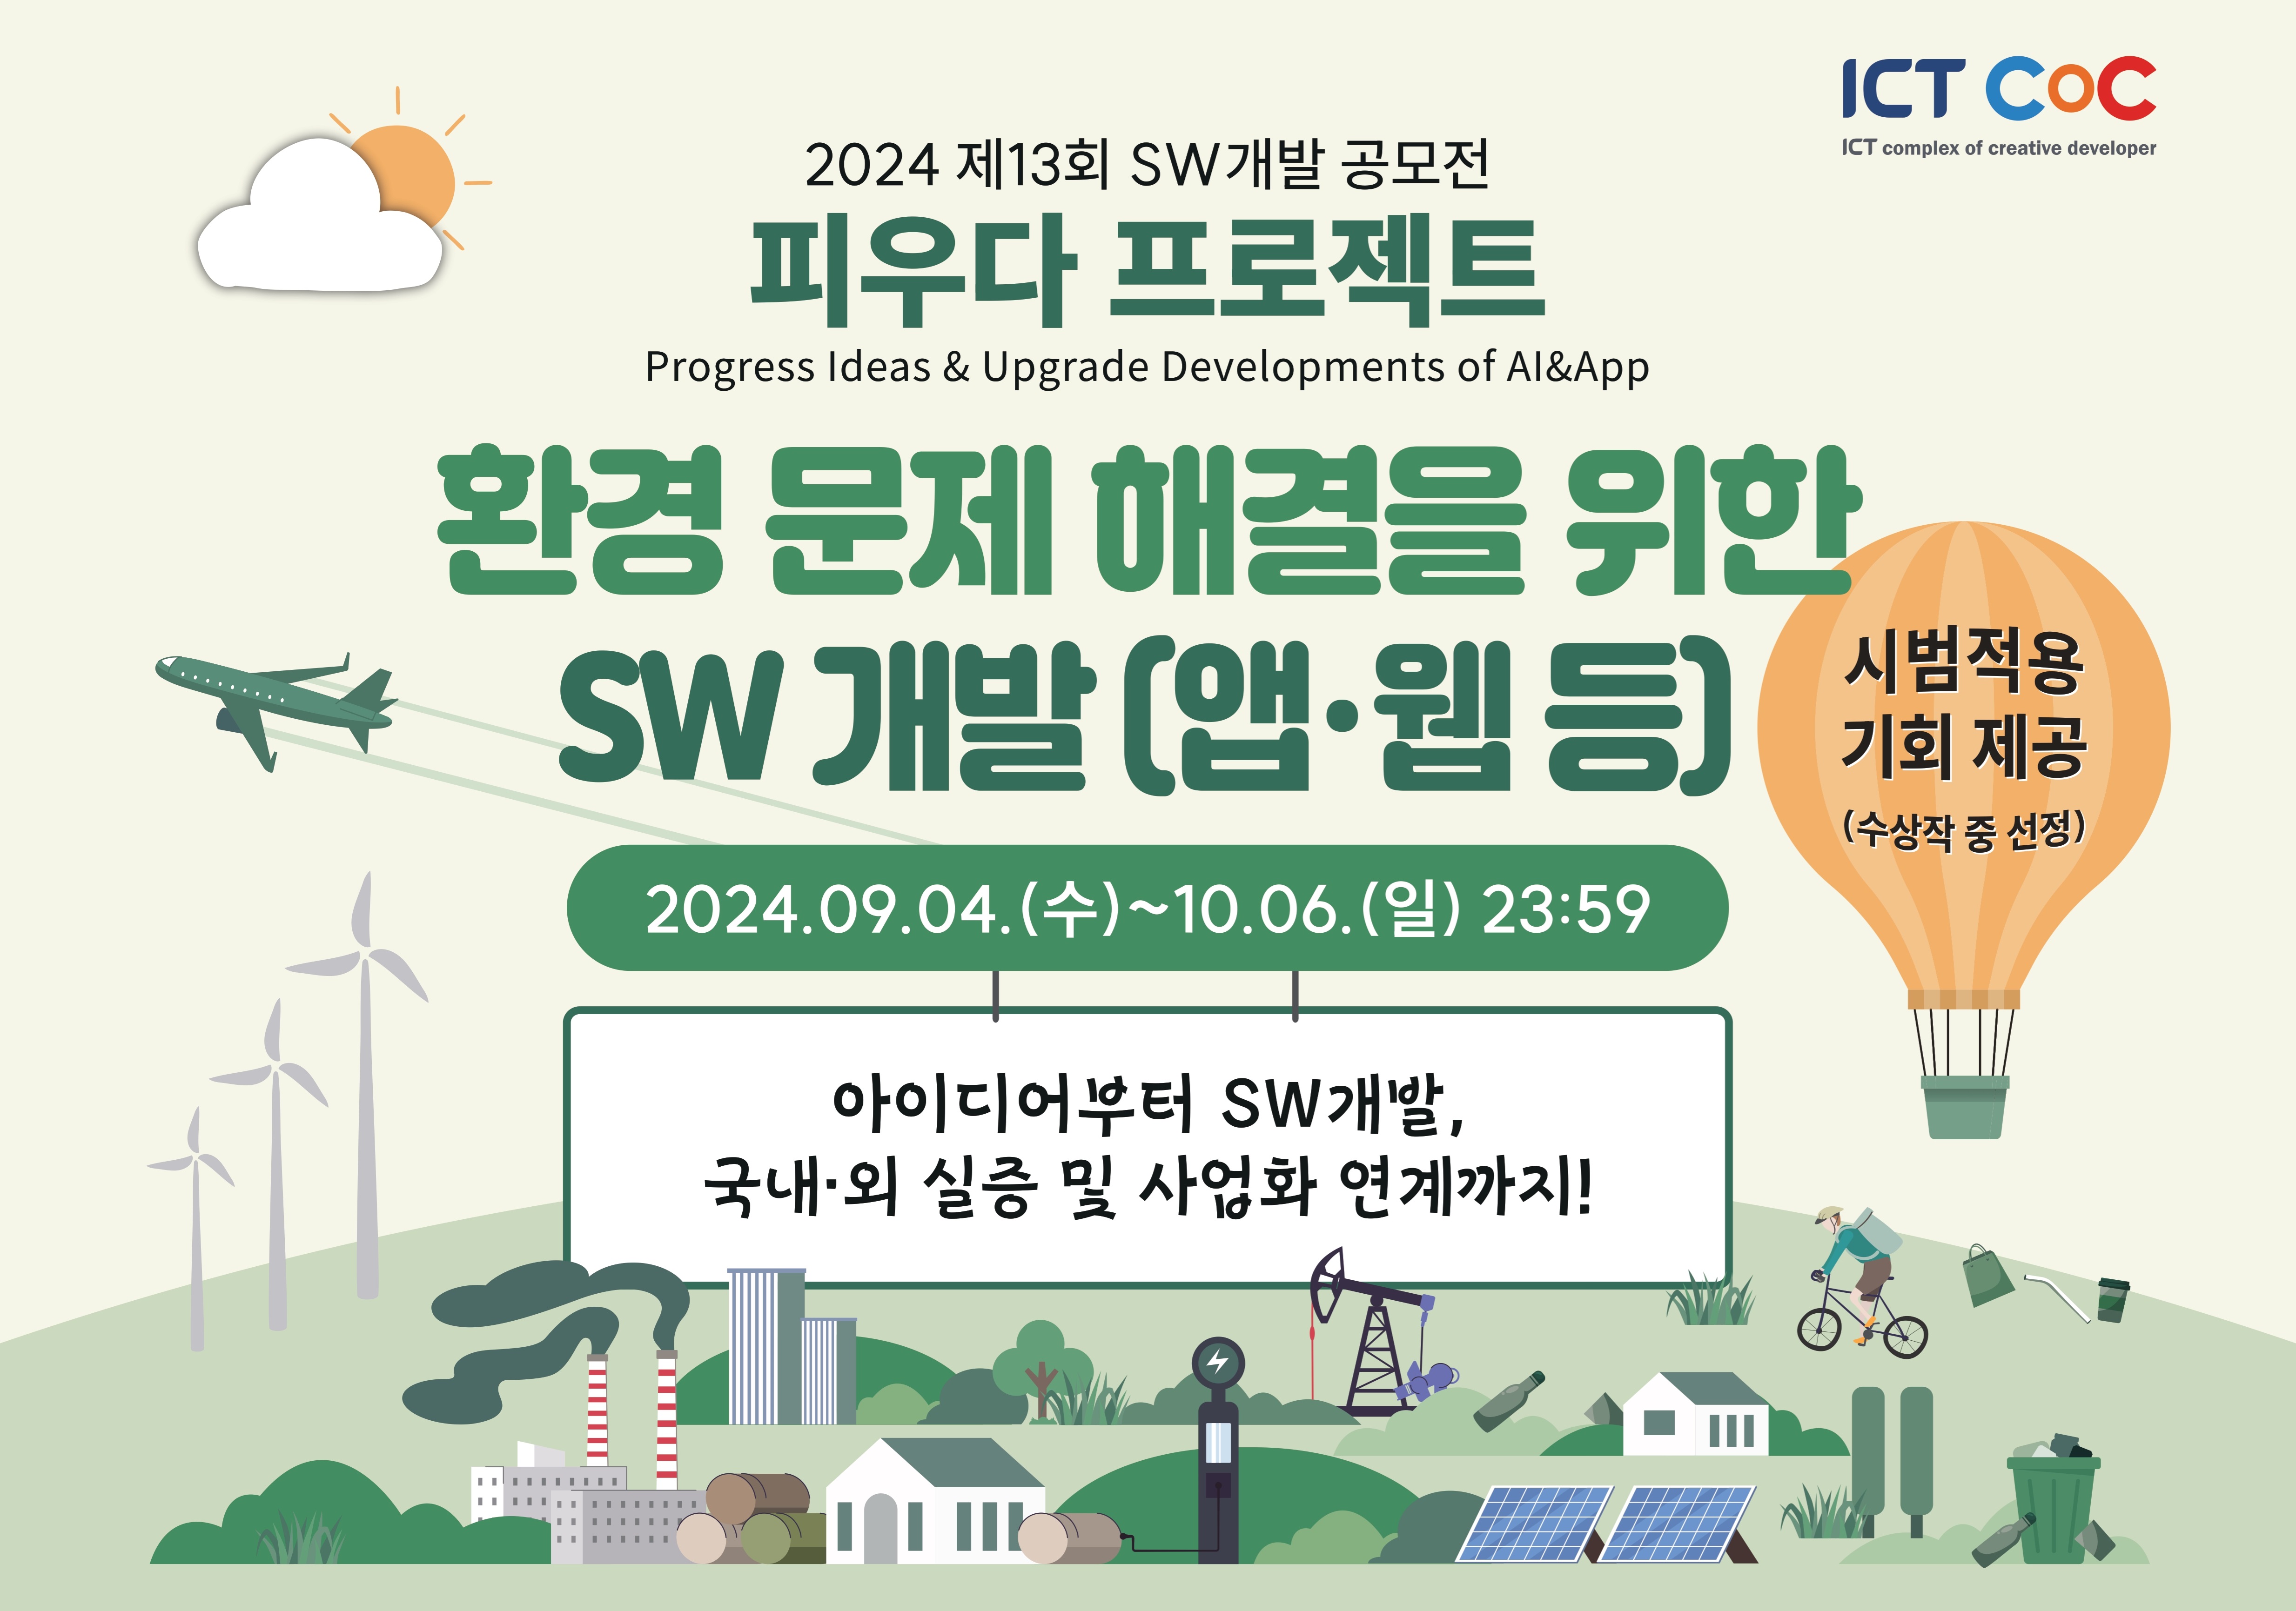 ICT CoC
ICT complex of creative developer
2024 제13회 SW개발 공모전
피우다 프로젝트
Progress Ideas & Upgrade Developments of AI&App
환경 문제 해결을 위한
SW 개발 (앱·웹 등)
시범적용
기회 제공
(수상작 중 선정)
2024.09.04.(수)~10.06.(일) 23:59
아이디어부터 SW개발,
국내·외 실증 및 사업화 연계까지!